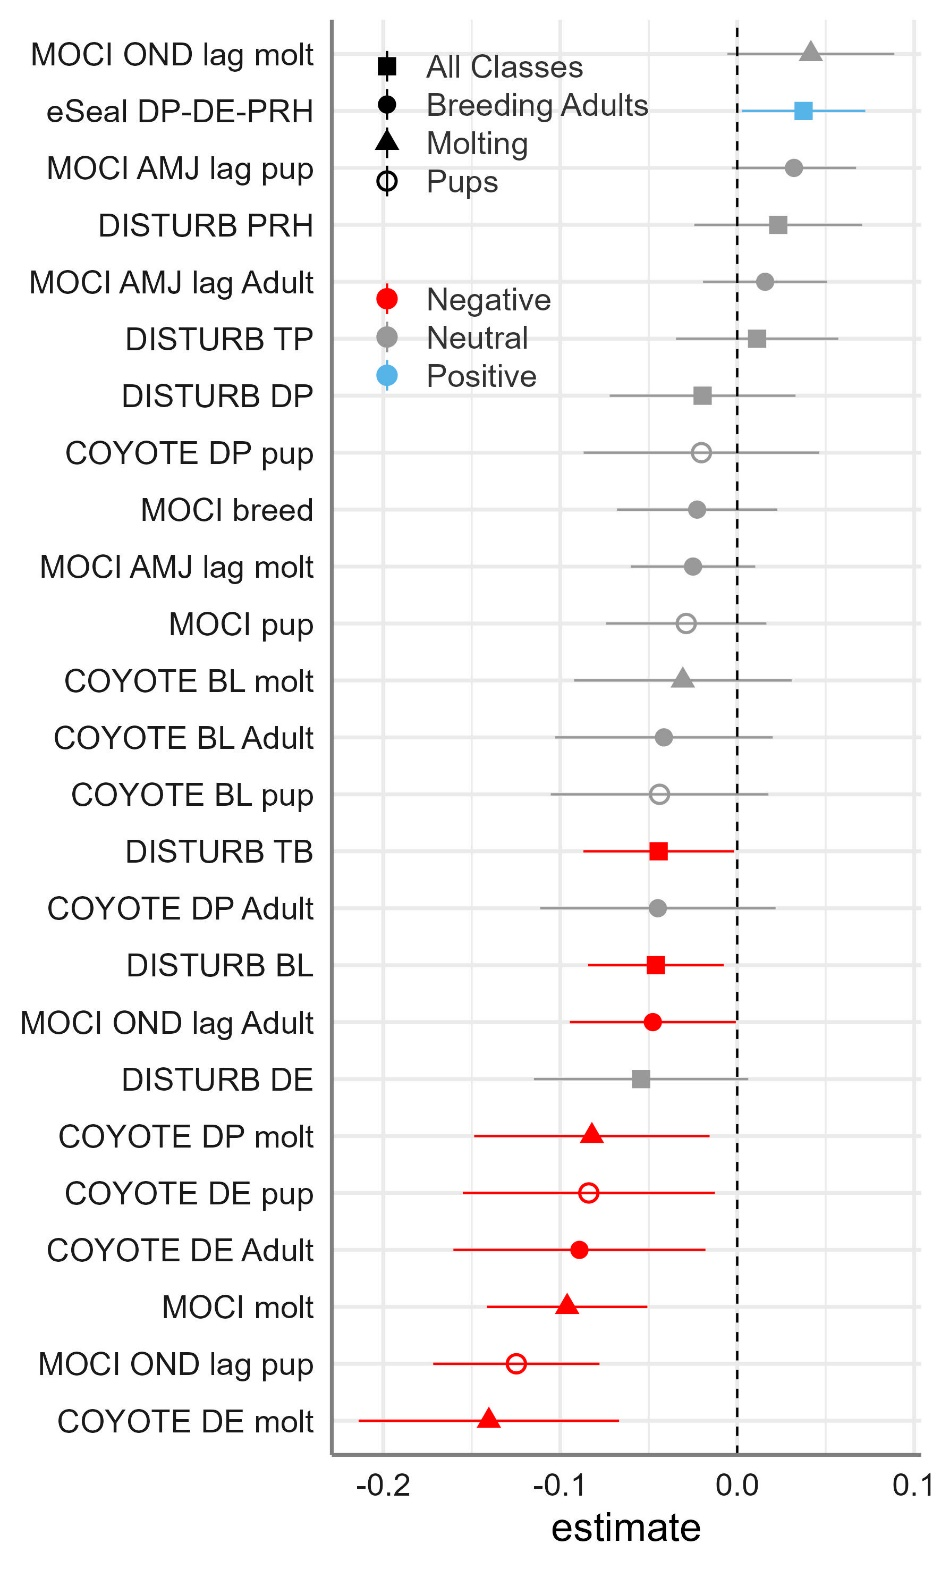 MOCI OND lag molt
eSeal DP-DE-PRH
MOCI AMJ lag pup
DISTURB PRH
MOCI AMJ lag Adult
DISTURB TP
DISTURB DP
COYOTE DP pup
MOCI breed
MOCI AMJ lag molt
MOCI pup
COYOTE BL molt
COYOTE BL Adult
COYOTE BL pup
DISTURB TB
COYOTE DP Adult
DISTURB BL
MOCI OND lag Adult
DISTURB DE
COYOTE DP molt
COYOTE DE pup
COYOTE DE Adult
MOCI molt
MOCI OND lag pup
COYOTE DE molt
All Classes
Breeding Adults
Molting
Pups
Negative
Neutral
Positive
-0.2 -0.1 0.0 0.1
estimate